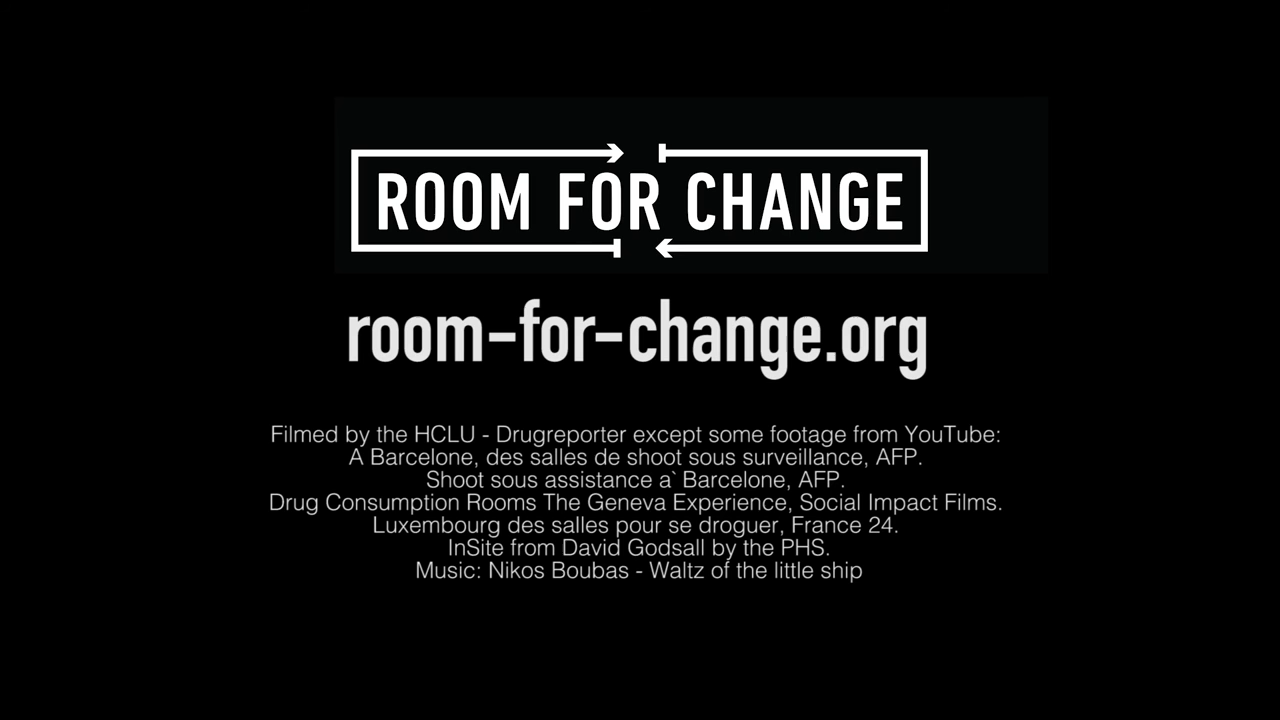 ROOM FOR CHANGE
room-for-change.org
Filmed by the HCLU - Drugreporter except some footage from YouTube:
A Barcelone, des salles de shoot sous surveillance, AFP.
Shoot sous assistance a` Barcelone, AFP.
Drug Consumption Rooms The Geneva Experience, Social Impact Films.
Luxembourg des salles pour se droguer, France 24.
InSite from David Godsall by the PHS.
Music: Nikos Boubas - Waltz of the little ship